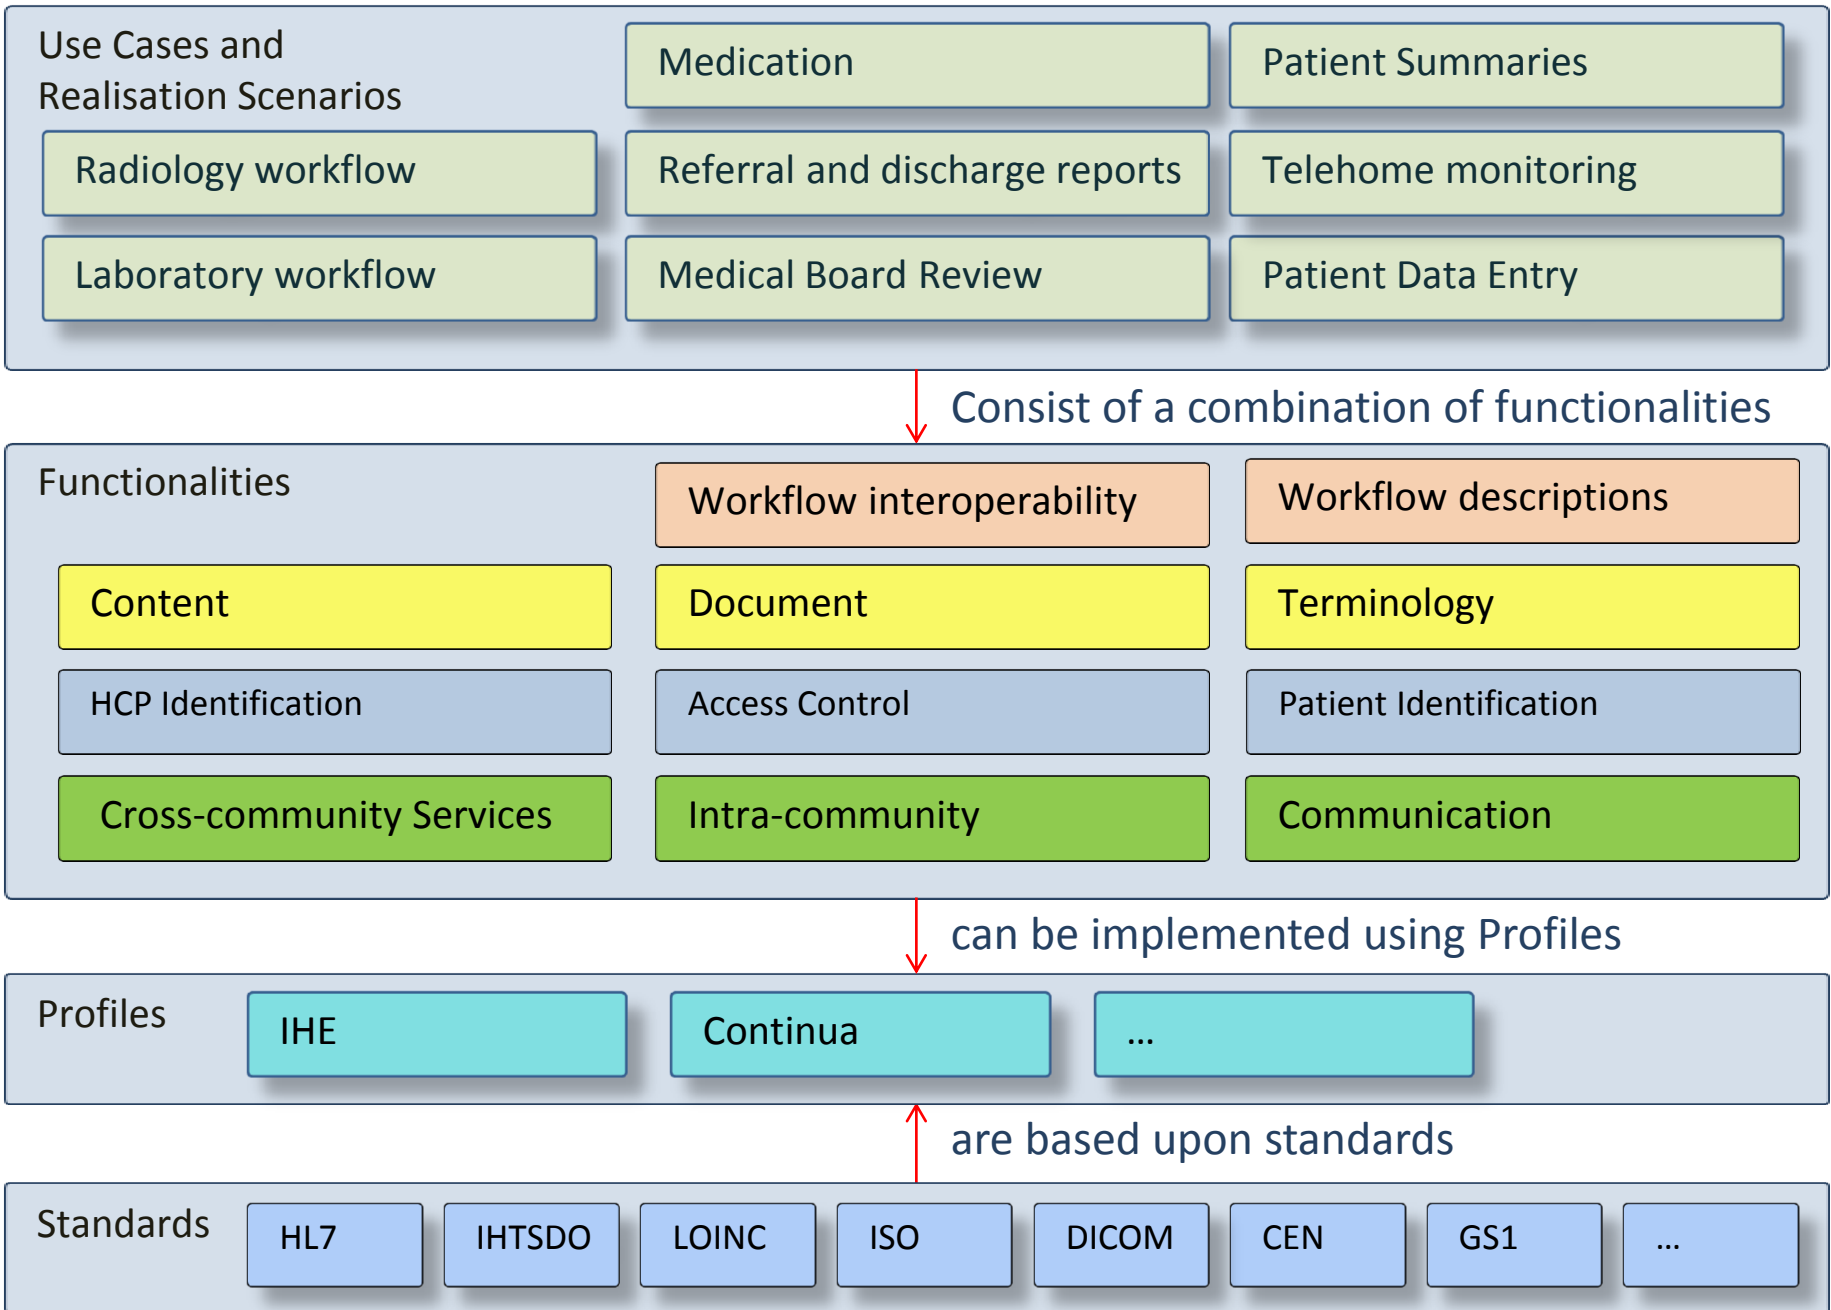 Use Cases and
Realisation Scenarios
Medication
Patient Summaries
Radiology workflow
Referral and discharge reports
Telehome monitoring
Laboratory workflow
Medical Board Review
Patient Data Entry
Consist of a combination of functionalities
Functionalities
Workflow interoperability
Workflow descriptions
Content
Document
Terminology
HCP Identification
Access Control
Patient Identification
Cross-community Services
Intra-community
Communication
can be implemented using Profiles
Profiles
IHE
Continua
...
are based upon standards
Standards
HL7
IHTSDO
LOINC
ISO
DICOM
CEN
GS1
...